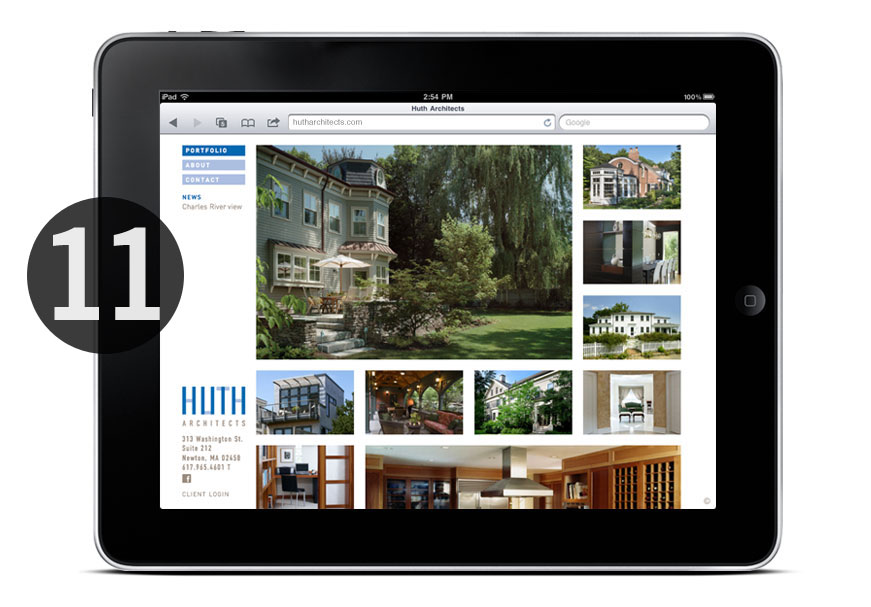 iPad
2:54 PM
100%
Huth Architects
hutharchitects.com
Google
PORTFOLIO
ABOUT
CONTACT
NEWS
Charles River view
11
HUTH
ARCHITECTS
313 Washington St.
Suite 212
Newton, MA 02458
617.965.4601 T
f
CLIENT LOGIN